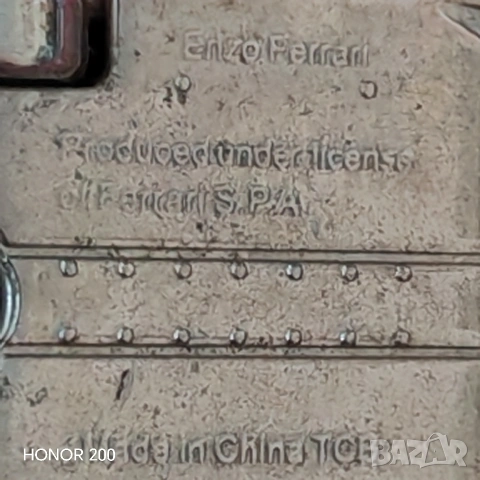 Enzo Ferrari
Produced under license
of Ferrari S.P.A.
Made in China
HONOR 200
BAZAR